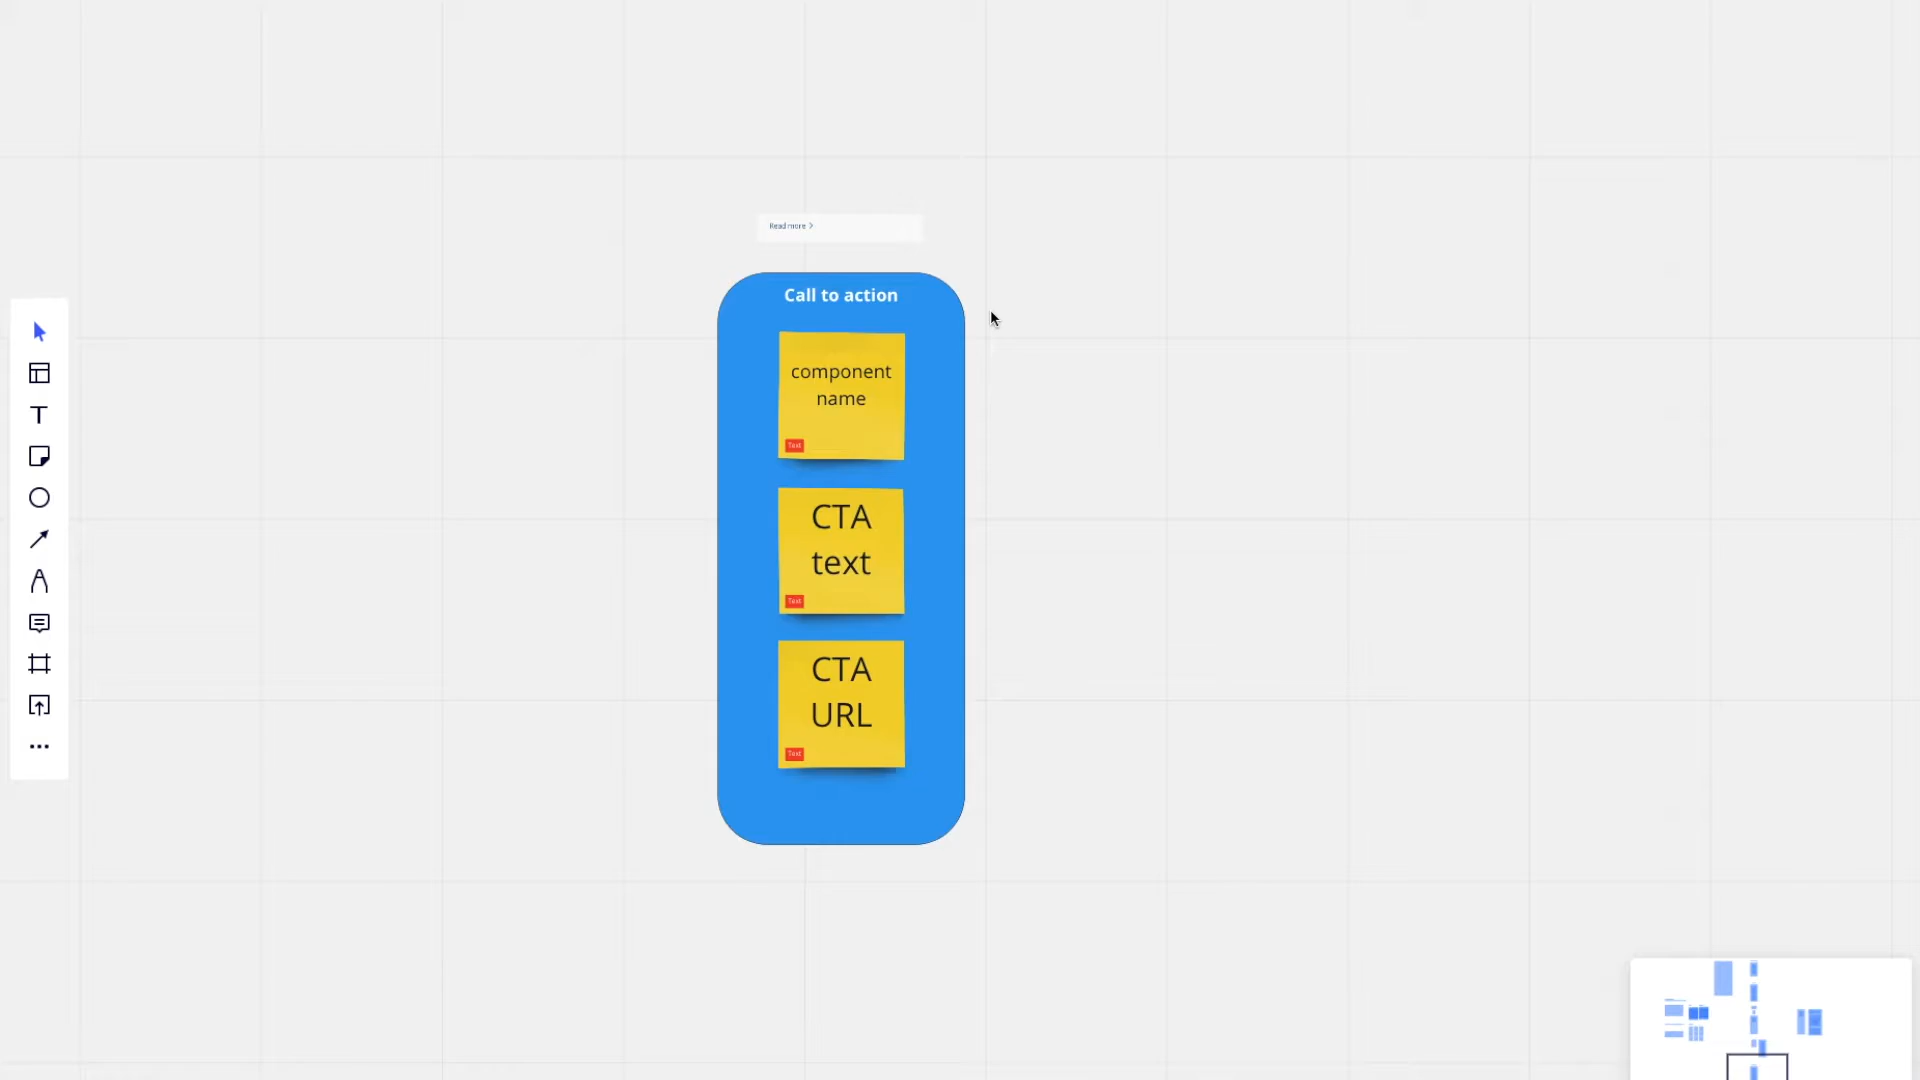 Read more
Call to action
component
name
Text
CTA
text
Text
CTA
URL
Text
T